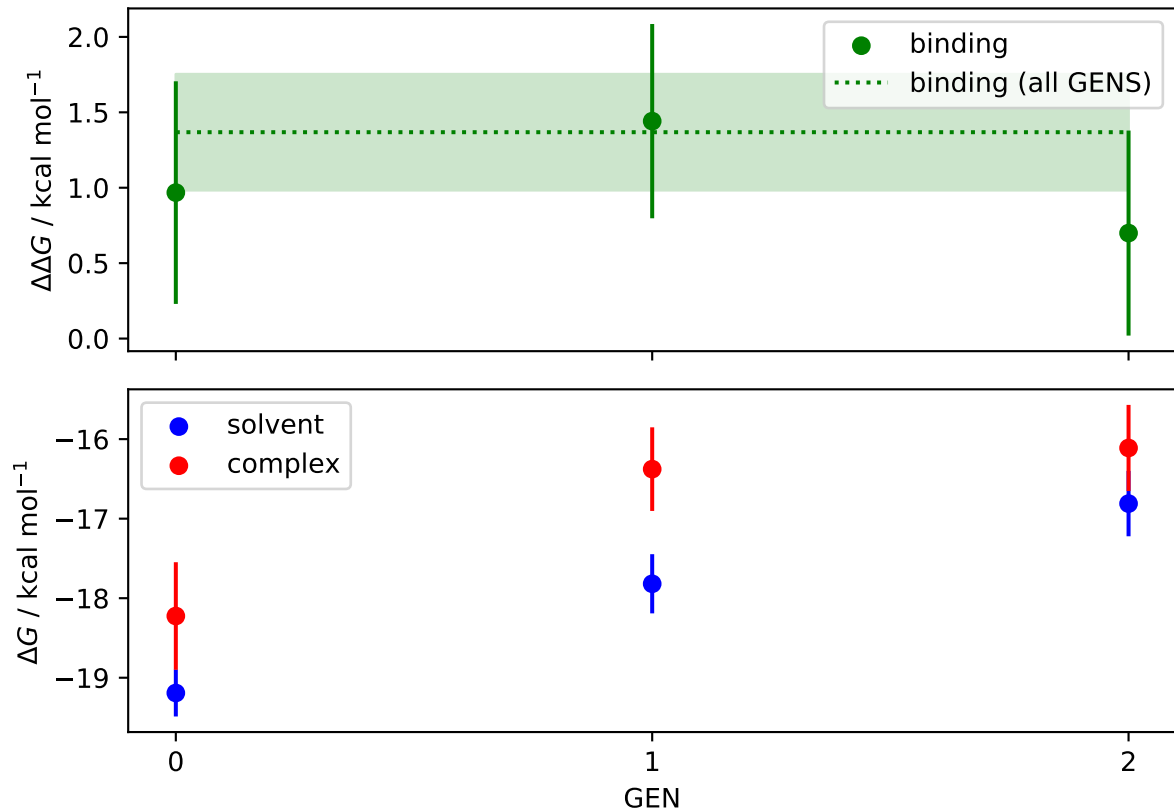 2.0
1.5
1.0
0.5
0.0
ΔΔG / kcal mol⁻¹
binding
binding (all GENS)
−16
−17
−18
−19
ΔG / kcal mol⁻¹
solvent
complex
0 1 2
GEN